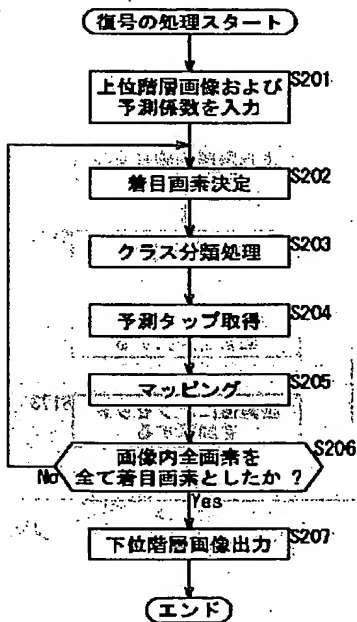 復号の処理スタート
上位階層画像および
予測係数を入力
S201
着目画素決定
S202
クラス分類処理
S203
予測タップ取得
S204
マッピング
S205
画像内全画素を
全て着目画素としたか ?
S206
No
Yes
下位階層画像出力
S207
エンド